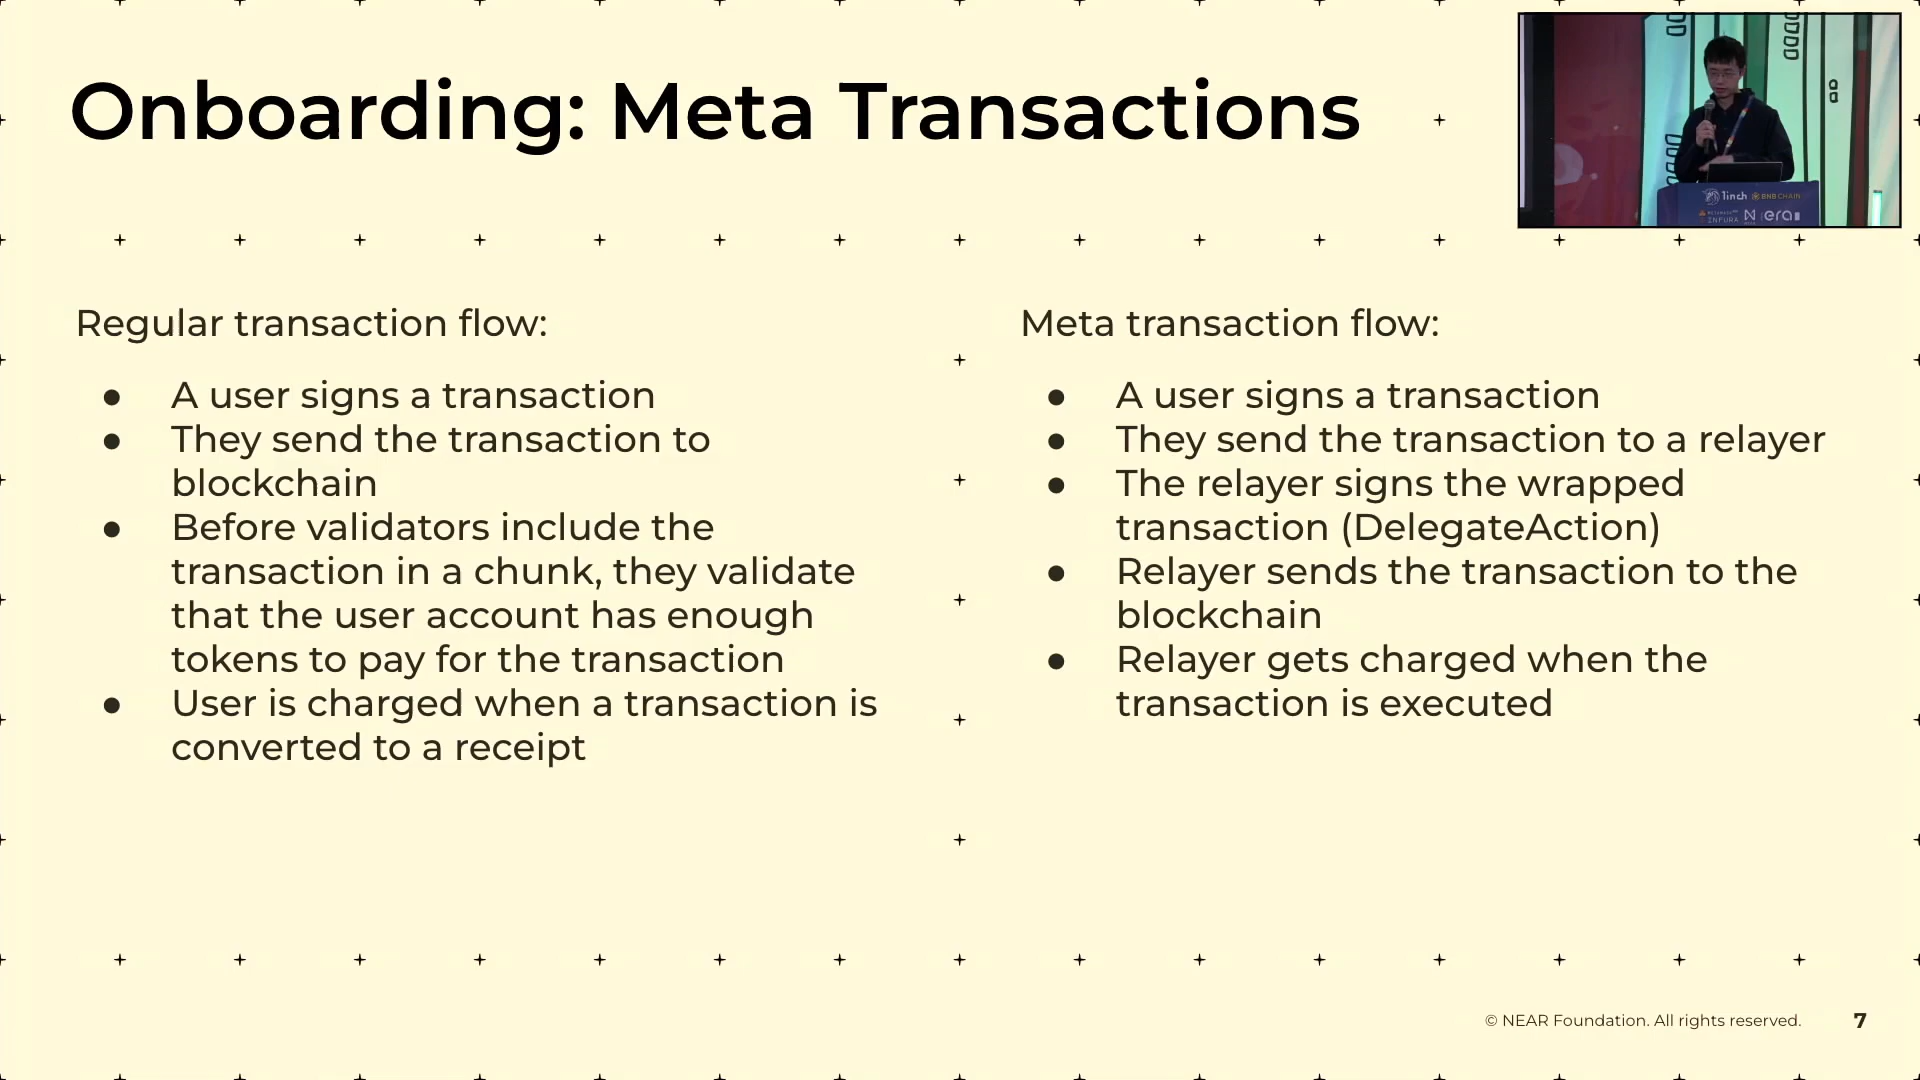 Onboarding: Meta Transactions
1inch BNB CHAIN
INFURA
Regular transaction flow:
● A user signs a transaction
● They send the transaction to
blockchain
● Before validators include the
transaction in a chunk, they validate
that the user account has enough
tokens to pay for the transaction
● User is charged when a transaction is
converted to a receipt
Meta transaction flow:
● A user signs a transaction
● They send the transaction to a relayer
● The relayer signs the wrapped
transaction (DelegateAction)
● Relayer sends the transaction to the
blockchain
● Relayer gets charged when the
transaction is executed
© NEAR Foundation. All rights reserved. 7